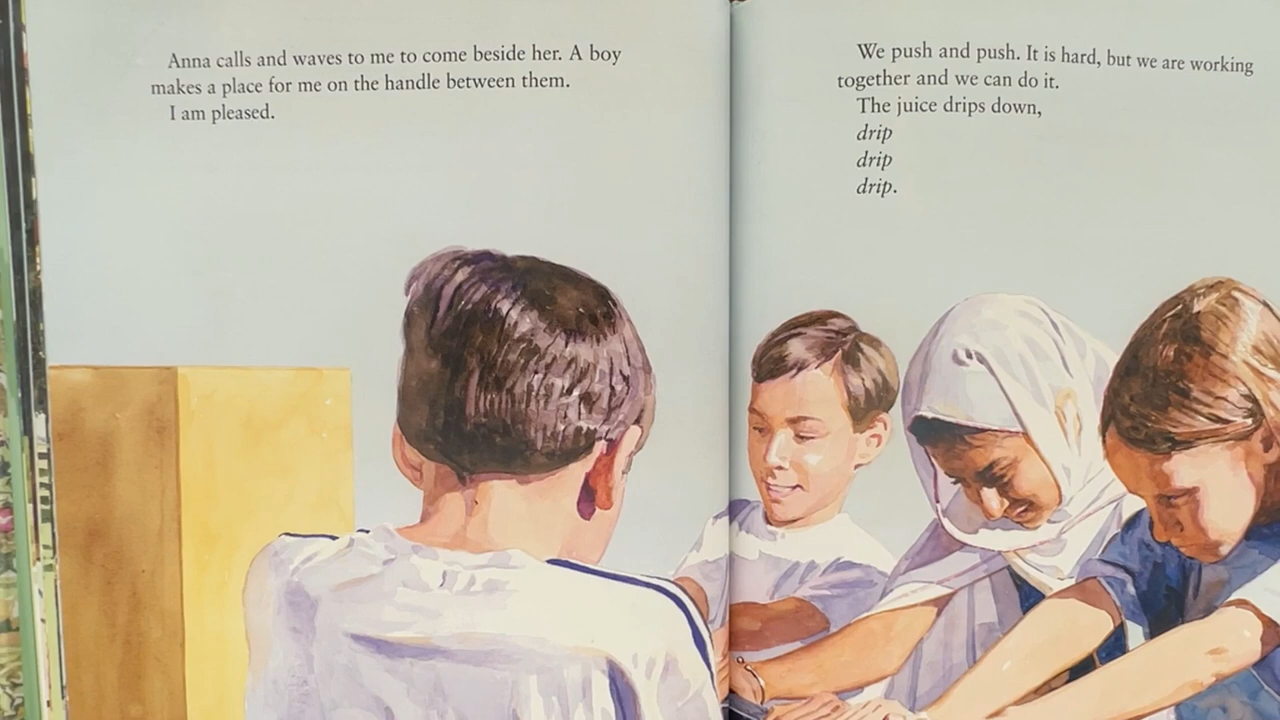 Anna calls and waves to me to come beside her. A boy
makes a place for me on the handle between them.
I am pleased.
We push and push. It is hard, but we are working
together and we can do it.
The juice drips down,
drip
drip
drip.